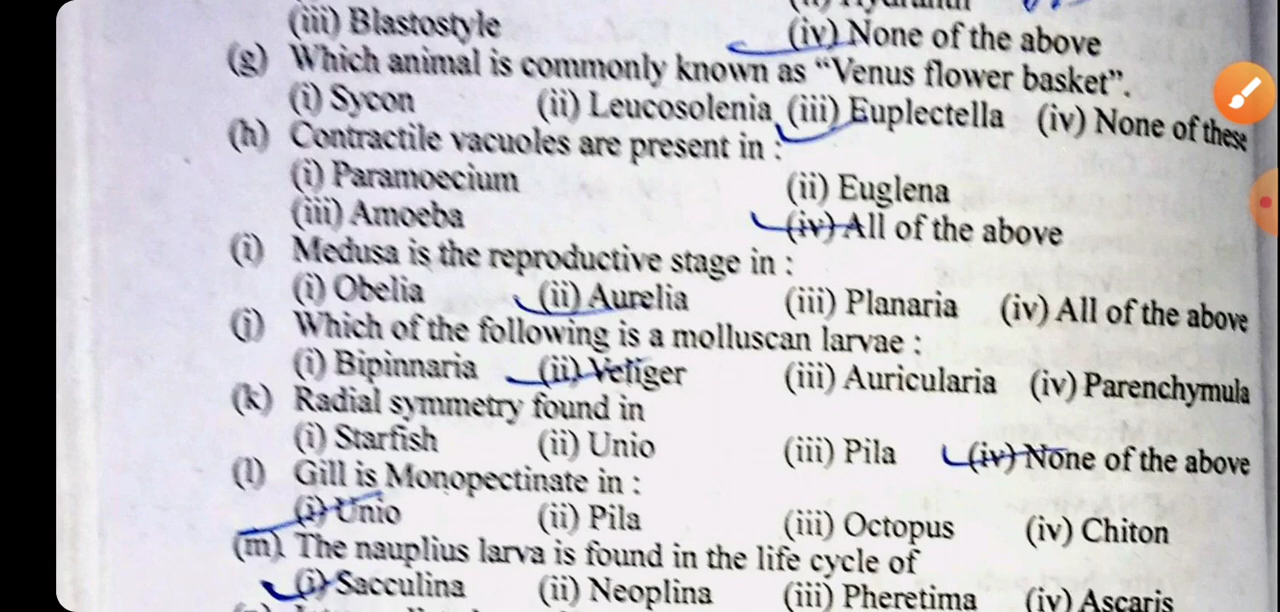 (iii) Blastostyle
(iv) None of the above
(g) Which animal is commonly known as “Venus flower basket”.
(i) Sycon (ii) Leucosolenia (iii) Euplectella (iv) None of these
(h) Contractile vacuoles are present in :
(i) Paramoecium (ii) Euglena
(iii) Amoeba (iv) All of the above
(i) Medusa is the reproductive stage in :
(i) Obelia (ii) Aurelia (iii) Planaria (iv) All of the above
(j) Which of the following is a molluscan larvae :
(i) Bipinnaria (ii) Veliger (iii) Auricularia (iv) Parenchymula
(k) Radial symmetry found in
(i) Starfish (ii) Unio (iii) Pila (iv) None of the above
(l) Gill is Monopectinate in :
(i) Unio (ii) Pila (iii) Octopus (iv) Chiton
(m) The nauplius larva is found in the life cycle of
(i) Sacculina (ii) Neoplina (iii) Pheretima (iv) Ascaris